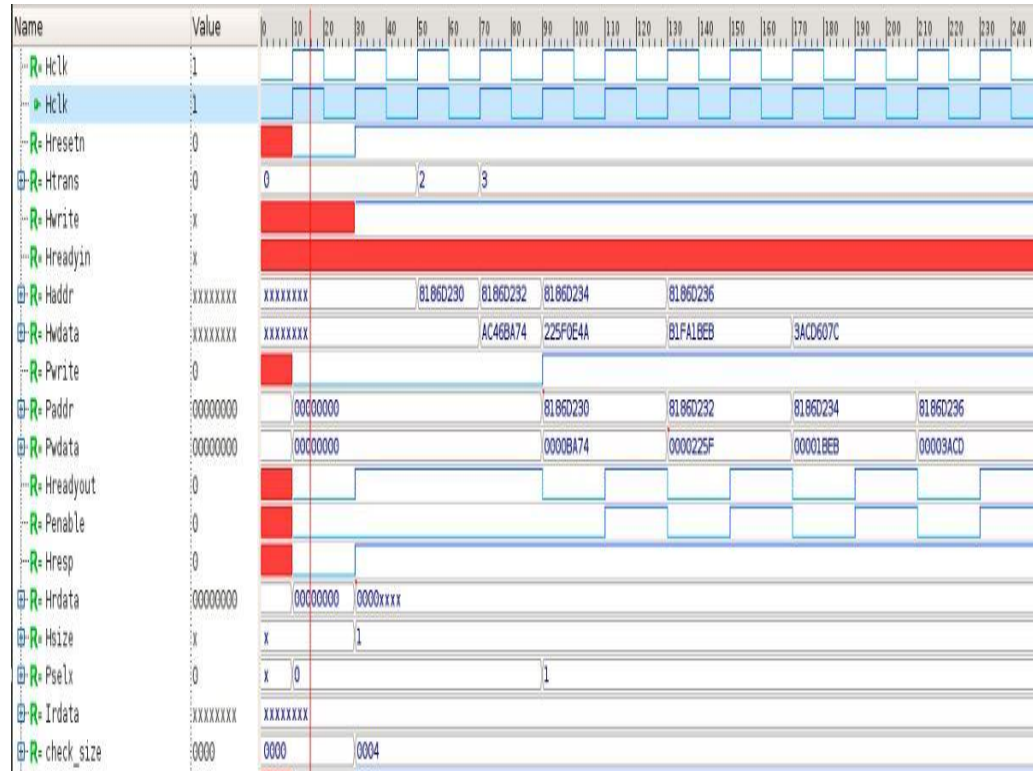 Name Value 0 10 20 30 40 50 60 70 80 90 100 110 120 130 140 150 160 170 180 190 200 210 220 230 240
R= Hclk 1
Hclk 1
R= Hresetn 0
R= Htrans 0 0 2 3
R= Hwrite x
R= Hreadyin x
R= Haddr xxxxxxxx xxxxxxxx 8186D230 8186D232 8186D234 8186D236
R= Hwdata xxxxxxxx xxxxxxxx AC46BA74 225F0E4A B1FA1BEB 3ACD607C
R= Pwrite 0
R= Paddr 00000000 00000000 8186D230 8186D232 8186D234 8186D236
R= Pwdata 00000000 00000000 0000BA74 0000225F 00001BEB 00003ACD
R= Hreadyout 0
R= Penable 0
R= Hresp 0
R= Hrdata 00000000 00000000 0000xxxx
R= Hsize x x 1
R= Pselx 0 x 0 1
R= Irdata xxxxxxxx xxxxxxxx
R= check_size 0000 0000 0004